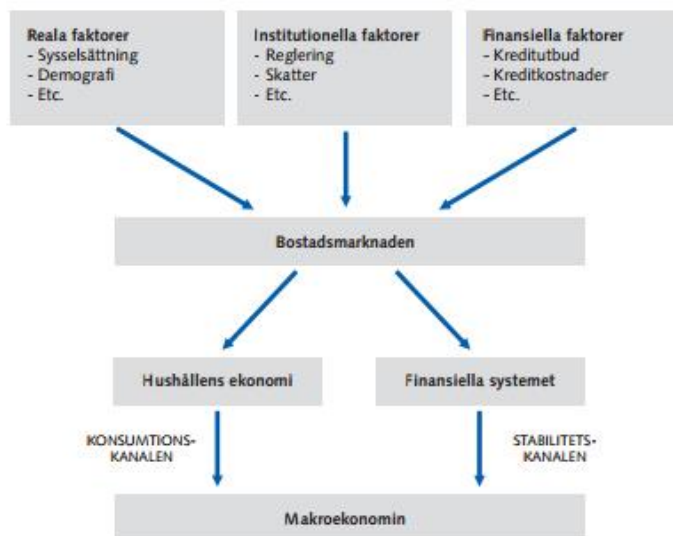 Reala faktorer
- Sysselsättning
- Demografi
- Etc.
Institutionella faktorer
- Reglering
- Skatter
- Etc.
Finansiella faktorer
- Kreditutbud
- Kreditkostnader
- Etc.
Bostadsmarknaden
Hushållens ekonomi
Finansiella systemet
KONSUMTIONS-
KANALEN
STABILITETS-
KANALEN
Makroekonomin